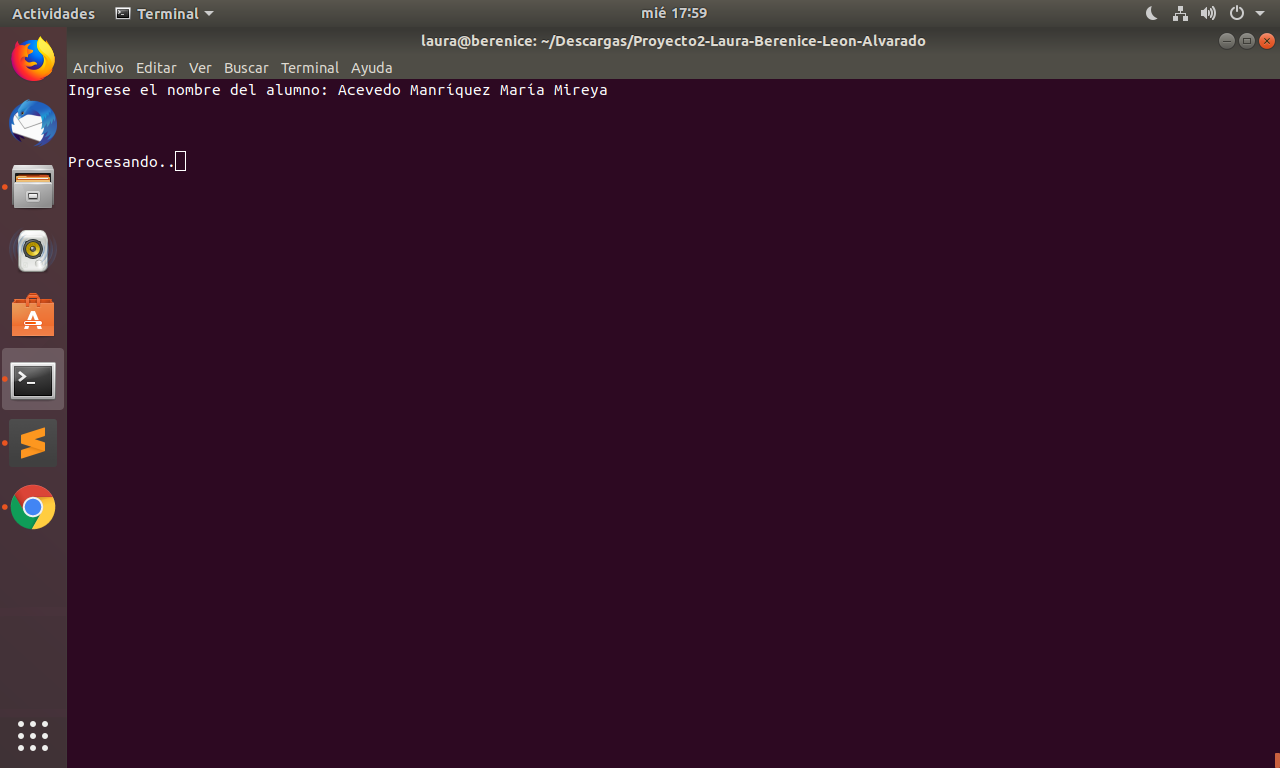 Actividades Terminal mié 17:59
laura@berenice: ~/Descargas/Proyecto2-Laura-Berenice-Leon-Alvarado
Archivo Editar Ver Buscar Terminal Ayuda
Ingrese el nombre del alumno: Acevedo Manríquez María Mireya
Procesando..